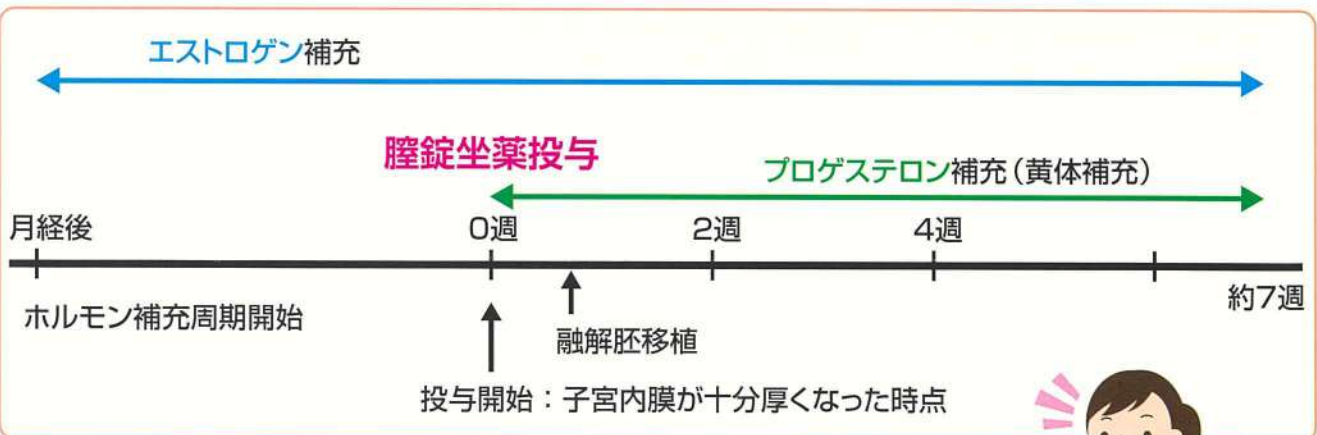 エストロゲン補充
膣錠坐薬投与
プロゲステロン補充（黄体補充）
月経後
0週
2週
4週
約7週
ホルモン補充周期開始
融解胚移植
投与開始：子宮内膜が十分厚くなった時点